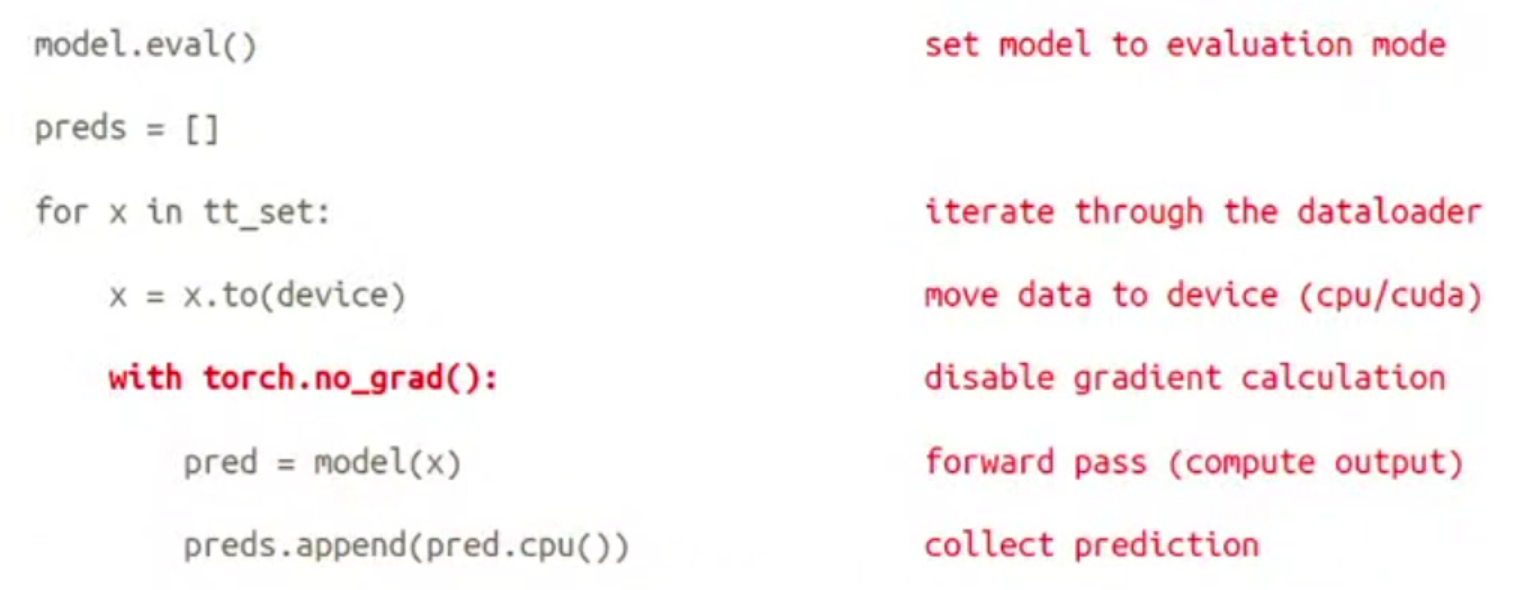 model.eval() set model to evaluation mode
preds = []
for x in tt_set: iterate through the dataloader
x = x.to(device) move data to device (cpu/cuda)
with torch.no_grad(): disable gradient calculation
pred = model(x) forward pass (compute output)
preds.append(pred.cpu()) collect prediction